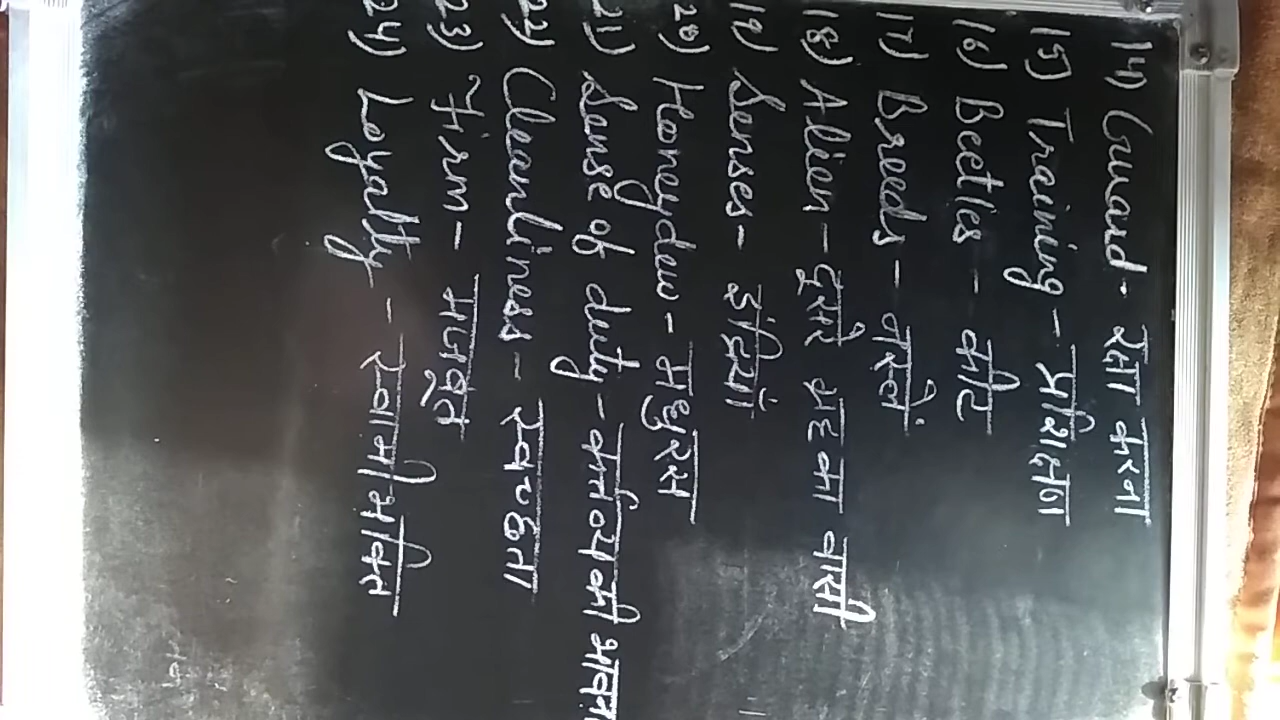 14) Guard - रक्षा करना
15) Training - प्रशिक्षण
16) Beetles - कीट
17) Breeds - नस्लें
18) Alien - दुसरे ग्रह का वासी
19) Senses - इंद्रियाँ
20) Honeydew - मधुरस
21) Sense of duty - कर्तव्य की भावना
22) Cleanliness - स्वच्छता
23) Firm - मजबूत
24) Loyalty - स्वामीभक्ति